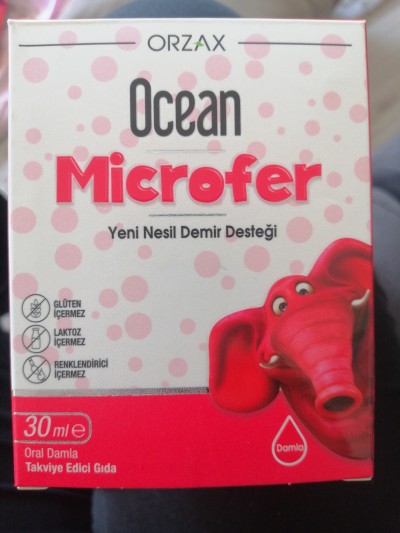 ORZAX
Ocean
Microfer
Yeni Nesil Demir Desteği
GLÜTEN
İÇERMEZ
LAKTOZ
İÇERMEZ
RENKLENDİRİCİ
İÇERMEZ
30 ml e
Oral Damla
Takviye Edici Gıda
Damla